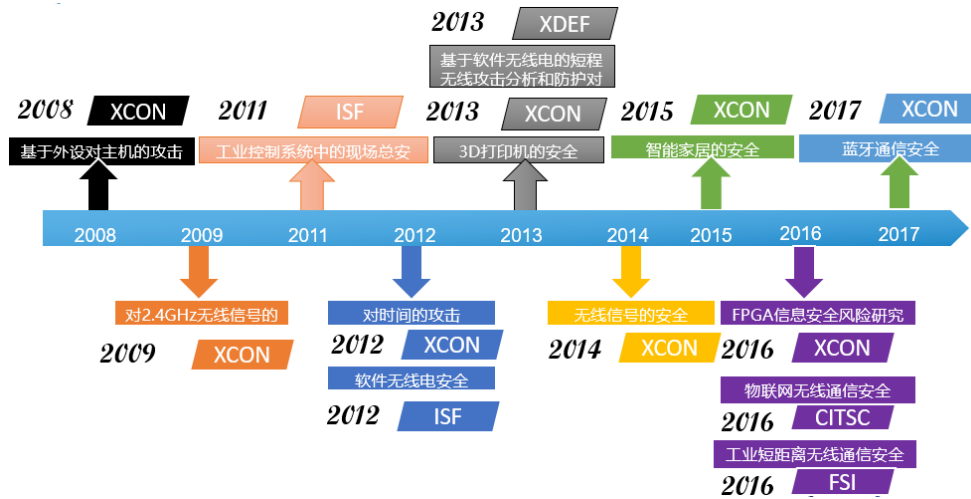 2013 XDEF
基于软件无线电的短程
无线攻击分析和防护对
2008 XCON
2011 ISF
2013 XCON
2015 XCON
2017 XCON
基于外设对主机的攻击
工业控制系统中的现场总安
3D打印机的安全
智能家居的安全
蓝牙通信安全
2008 2009 2011 2012 2013 2014 2015 2016 2017
对2.4GHz无线信号的
对时间的攻击
无线信号的安全
FPGA信息安全风险研究
2009 XCON
2012 XCON
2014 XCON
2016 XCON
软件无线电安全
物联网无线通信安全
2012 ISF
2016 CITSC
工业短距离无线通信安全
2016 FSI